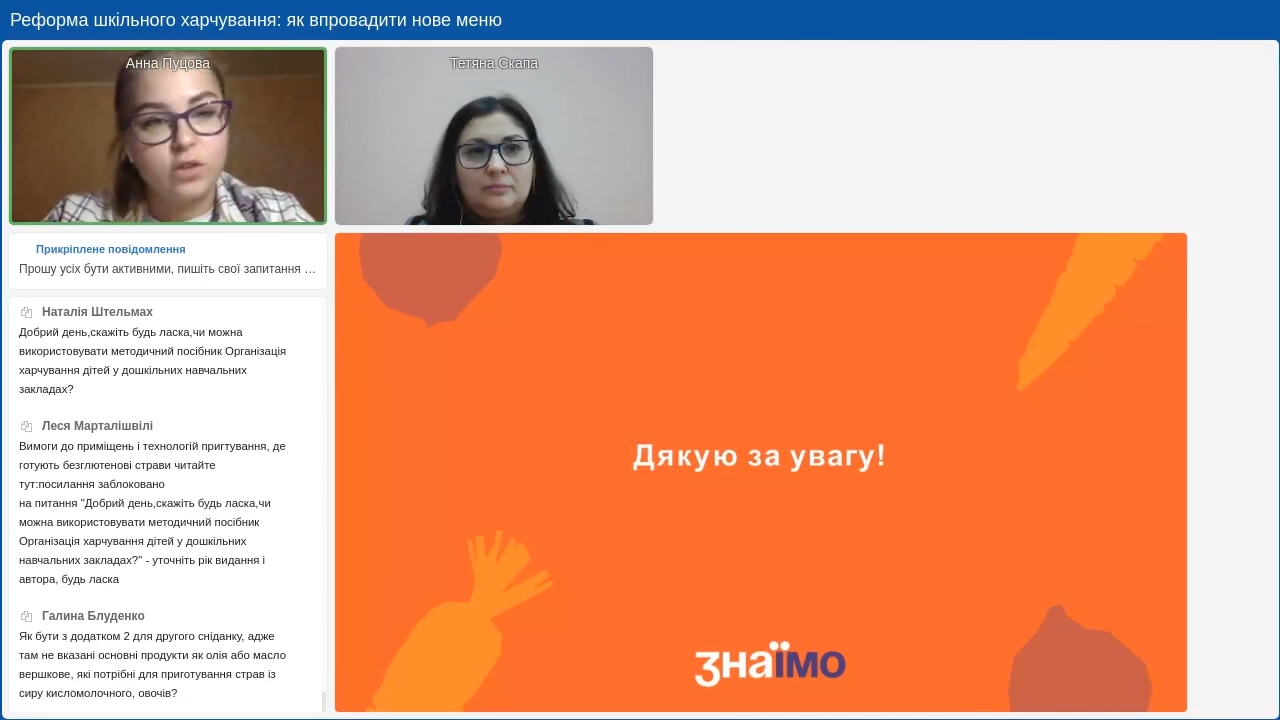 Реформа шкільного харчування: як впровадити нове меню
Анна Пуцова
Тетяна Скапа
Прикріплене повідомлення
Прошу усіх бути активними, пишіть свої запитання …
Наталія Штельмах
Добрий день,скажіть будь ласка,чи можна
використовувати методичний посібник Організація
харчування дітей у дошкільних навчальних
закладах?
Леся Марталішвілі
Вимоги до приміщень і технологій пригтування, де
готують безглютенові страви читайте
тут:посилання заблоковано
на питання "Добрий день,скажіть будь ласка,чи
можна використовувати методичний посібник
Організація харчування дітей у дошкільних
навчальних закладах?" - уточніть рік видання і
автора, будь ласка
Галина Блуденко
Як бути з додатком 2 для другого сніданку, адже
там не вказані основні продукти як олія або масло
вершкове, які потрібні для приготування страв із
сиру кисломолочного, овочів?
Дякую за увагу!
знаїмо